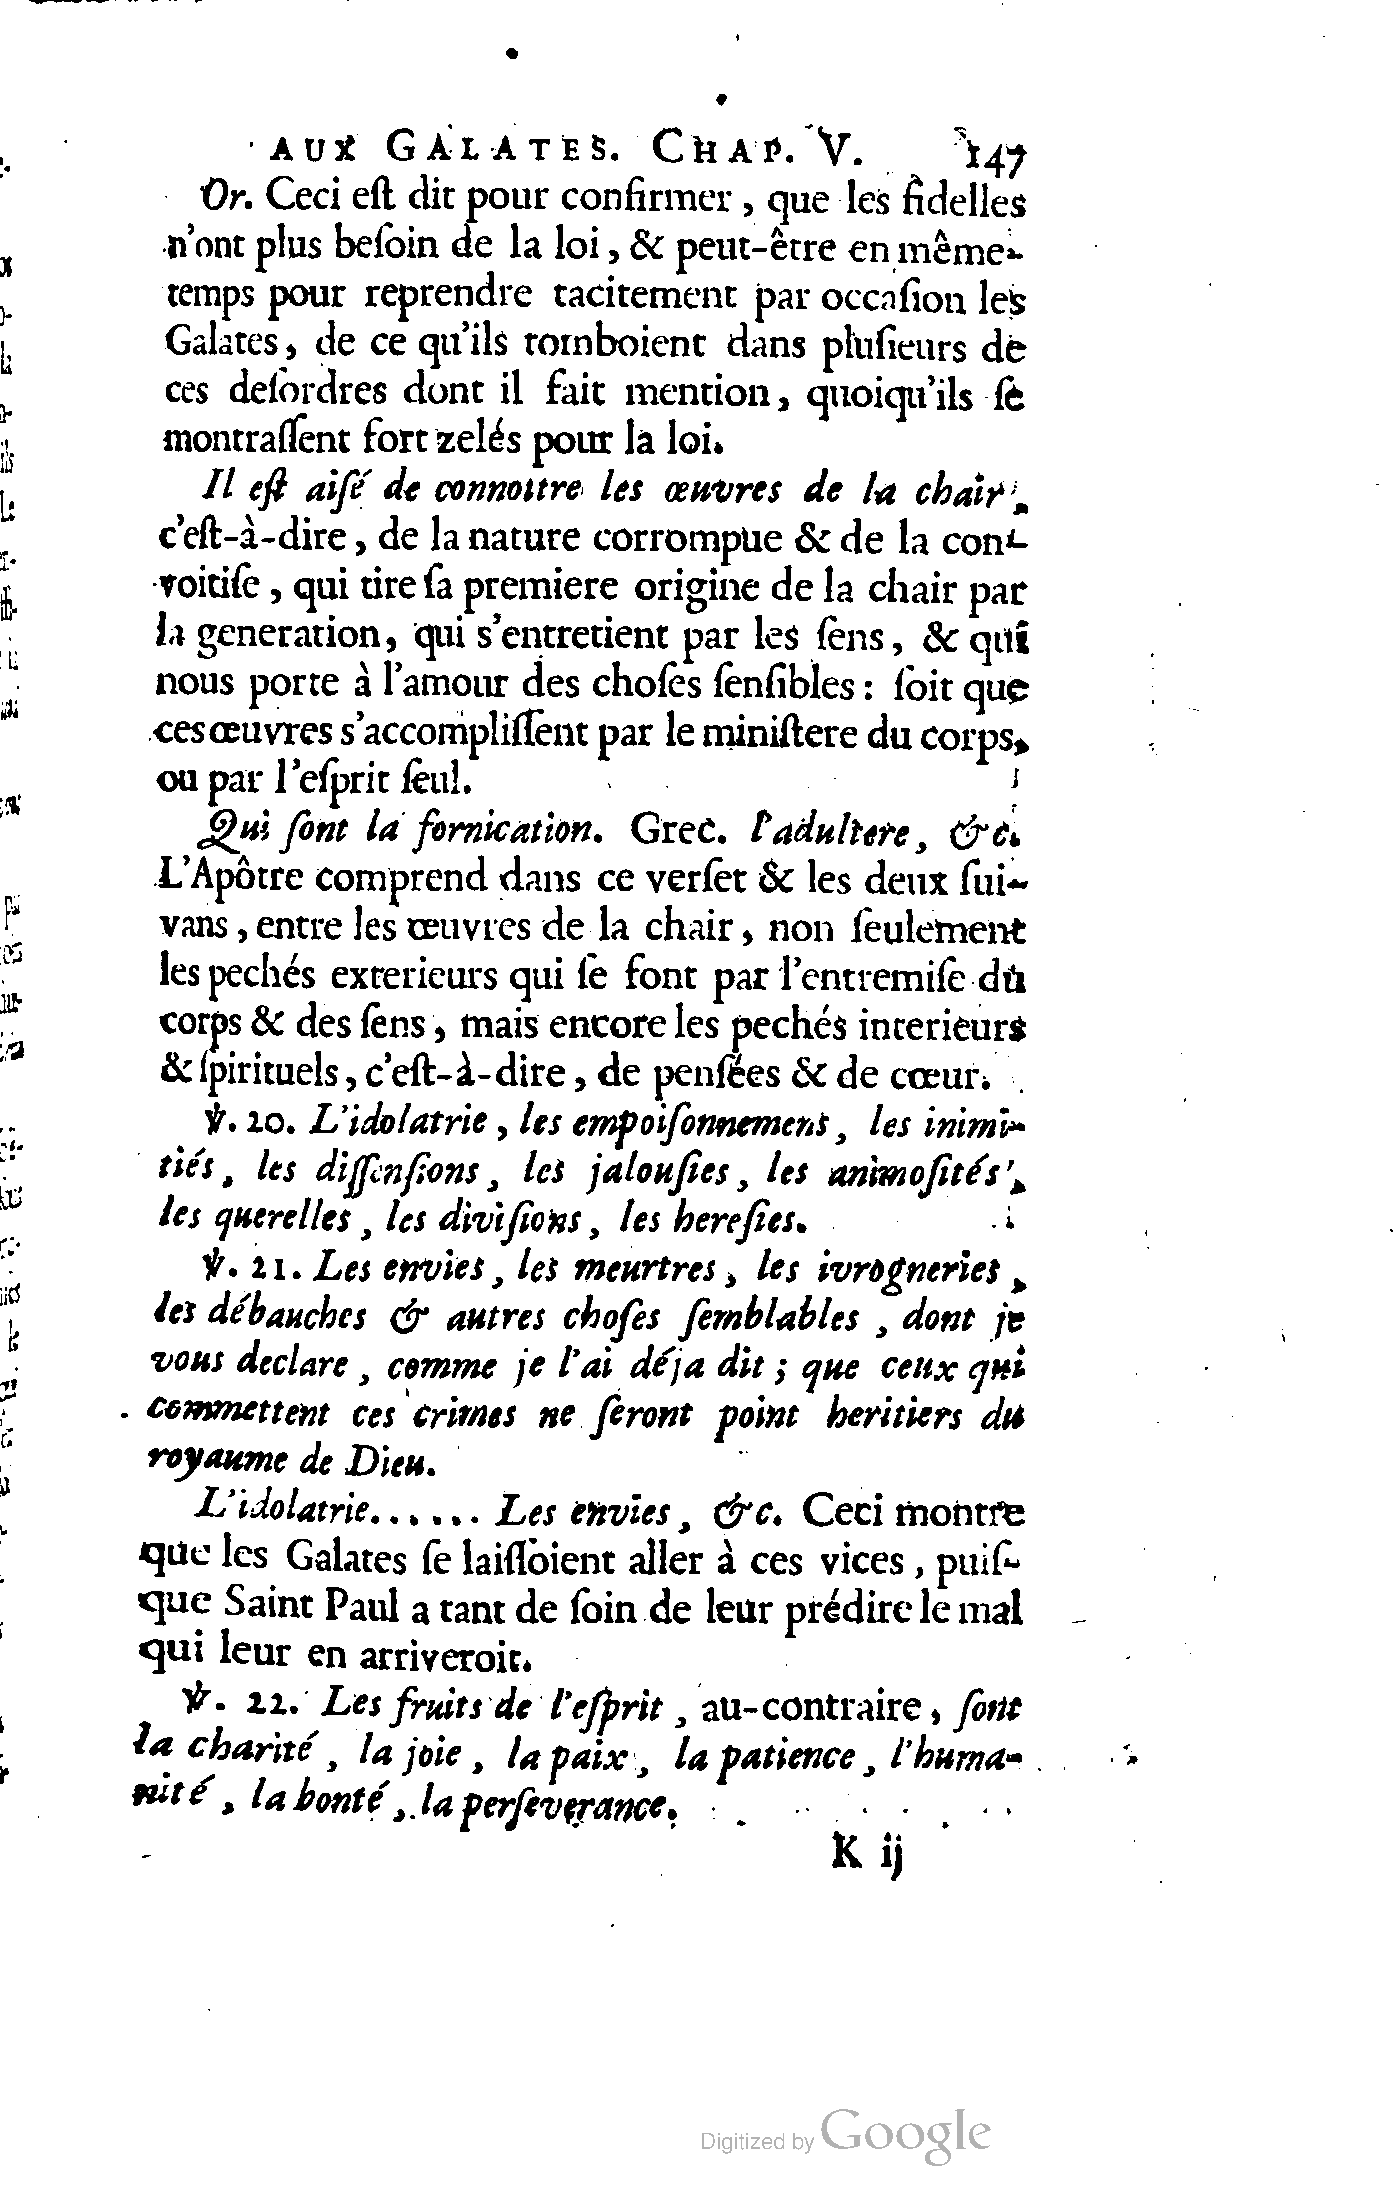 AUX GALATES. CHAP. V. 147
Or. Ceci eſt dit pour confirmer, que les fidelles
n'ont plus beſoin de la loi, & peut-être en même-
temps pour reprendre tacitement par occaſion les
Galates, de ce qu'ils tomboient dans pluſieurs de
ces deſordres dont il fait mention, quoiqu'ils ſe
montraſſent fort zelés pour la loi.
Il eſt aiſé de connoitre les œuvres de la chair,
c'eſt-à-dire, de la nature corrompue & de la con-
voitiſe, qui tire ſa premiere origine de la chair par
la generation, qui s'entretient par les ſens, & qui
nous porte à l'amour des choſes ſenſibles: ſoit que
ces œuvres s'accompliſſent par le miniſtere du corps,
ou par l'eſprit ſeul.
Qui ſont la fornication. Grec. l'adultere, &c.
L'Apôtre comprend dans ce verſet & les deux ſui-
vans, entre les œuvres de la chair, non ſeulement
les pechés exterieurs qui ſe font par l'entremiſe du
corps & des ſens, mais encore les pechés interieurs
& ſpirituels, c'eſt-à-dire, de penſées & de cœur.
℣. 20. L'idolatrie, les empoiſonnemens, les inimi-
tiés, les diſſenſions, les jalouſies, les animoſités,
les querelles, les diviſions, les hereſies.
℣. 21. Les envies, les meurtres, les ivrogneries,
les débauches & autres choſes ſemblables, dont je
vous declare, comme je l'ai déja dit; que ceux qui
commettent ces crimes ne ſeront point heritiers du
royaume de Dieu.
L'idolatrie...... Les envies, &c. Ceci montre
que les Galates ſe laiſſoient aller à ces vices, puiſ-
que Saint Paul a tant de ſoin de leur prédire le mal
qui leur en arriveroit.
℣. 22. Les fruits de l'eſprit, au-contraire, ſont
la charité, la joie, la paix, la patience, l'huma-
nité, la bonté, la perſeverance.
K ij
Digitized by Google